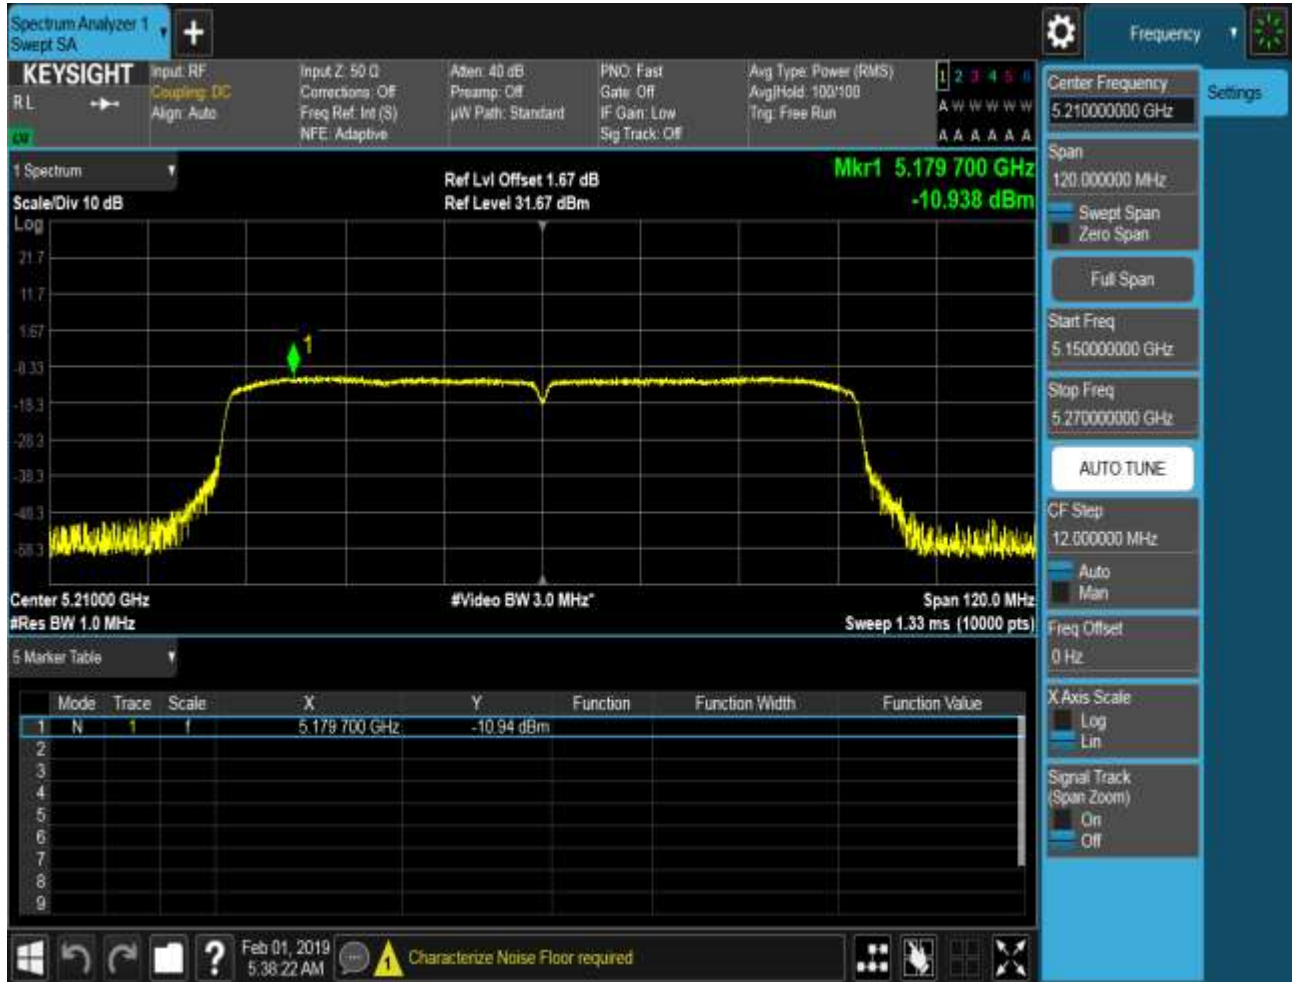 Spectrum Analyzer 1
Swept SA
+
Frequency
KEYSIGHT
R L
Input: RF
Coupling: DC
Align: Auto
Input Z: 50 Ω
Corrections: Off
Freq Ref: Int (S)
NFE: Adaptive
Atten: 40 dB
Preamp: Off
µW Path: Standard
PNO: Fast
Gate: Off
IF Gain: Low
Sig Track: Off
Avg Type: Power (RMS)
Avg|Hold: 100/100
Trig: Free Run
1 2 3 4 5 6
A W W W W W
A A A A A A
1 Spectrum
Scale/Div 10 dB
Ref Lvl Offset 1.67 dB
Ref Level 31.67 dBm
Mkr1 5.179 700 GHz
-10.938 dBm
Log
21.7
11.7
1.67
-8.33
-18.3
-28.3
-38.3
-48.3
-58.3
1
Center 5.21000 GHz
#Res BW 1.0 MHz
#Video BW 3.0 MHz*
Span 120.0 MHz
Sweep 1.33 ms (10000 pts)
5 Marker Table
Mode Trace Scale X Y Function Function Width Function Value
1 N 1 f 5.179 700 GHz -10.94 dBm
2
3
4
5
6
7
8
9
Center Frequency
5.210000000 GHz
Settings
Span
120.000000 MHz
Swept Span
Zero Span
Full Span
Start Freq
5.150000000 GHz
Stop Freq
5.270000000 GHz
AUTO TUNE
CF Step
12.000000 MHz
Auto
Man
Freq Offset
0 Hz
X Axis Scale
Log
Lin
Signal Track
(Span Zoom)
On
Off
?
Feb 01, 2019
5:38:22 AM
1
Characterize Noise Floor required